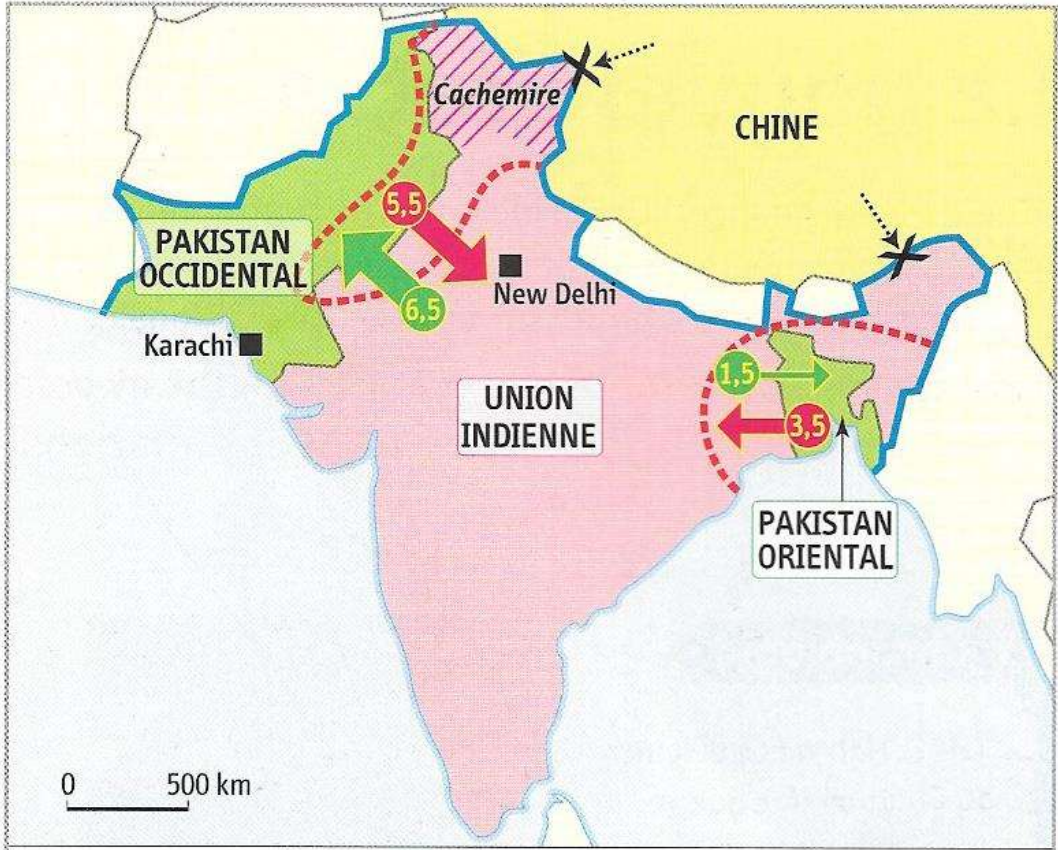 Cachemire
CHINE
5,5
PAKISTAN
OCCIDENTAL
New Delhi
6,5
Karachi
1,5
UNION
INDIENNE
3,5
PAKISTAN
ORIENTAL
0 500 km